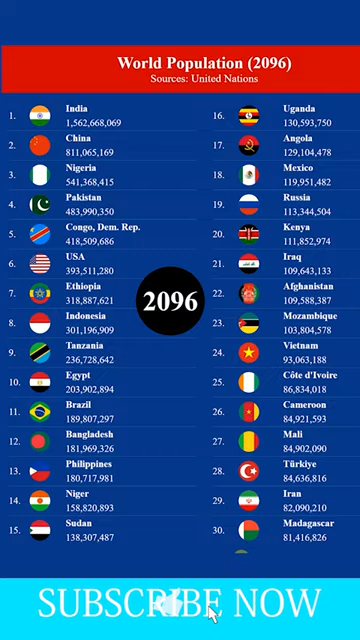 World Population (2096)
Sources: United Nations
1. India
1,562,668,069
2. China
811,065,169
3. Nigeria
541,368,415
4. Pakistan
483,990,350
5. Congo, Dem. Rep.
418,509,686
6. USA
393,511,280
7. Ethiopia
318,887,621
8. Indonesia
301,196,909
9. Tanzania
236,728,642
10. Egypt
203,902,894
11. Brazil
189,807,297
12. Bangladesh
181,969,326
13. Philippines
180,717,981
14. Niger
158,820,893
15. Sudan
138,307,487
2096
16. Uganda
130,593,750
17. Angola
129,104,478
18. Mexico
119,951,482
19. Russia
113,344,504
20. Kenya
111,852,974
21. Iraq
109,643,133
22. Afghanistan
109,588,387
23. Mozambique
103,804,578
24. Vietnam
93,063,188
25. Côte d'Ivoire
86,834,018
26. Cameroon
84,921,593
27. Mali
84,902,090
28. Türkiye
84,636,816
29. Iran
82,090,210
30. Madagascar
81,416,826
SUBSCRIBE NOW